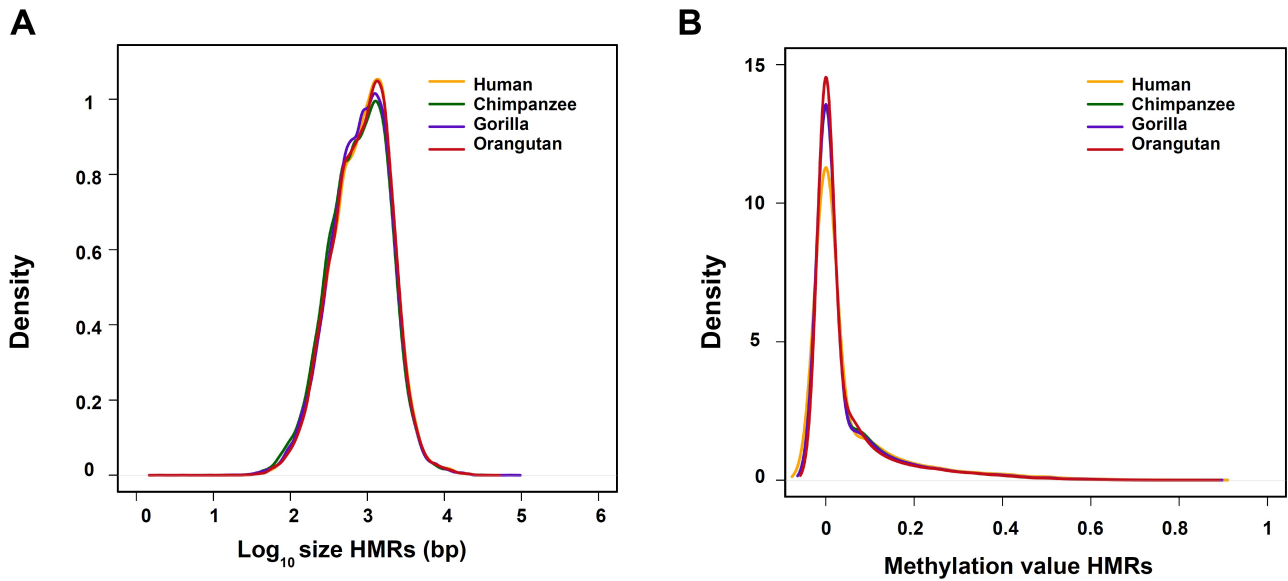 A
Density
1
0.8
0.6
0.4
0.2
0
0 1 2 3 4 5 6
Log10 size HMRs (bp)
Human
Chimpanzee
Gorilla
Orangutan
B
Density
15
10
5
0
0 0.2 0.4 0.6 0.8 1
Methylation value HMRs
Human
Chimpanzee
Gorilla
Orangutan